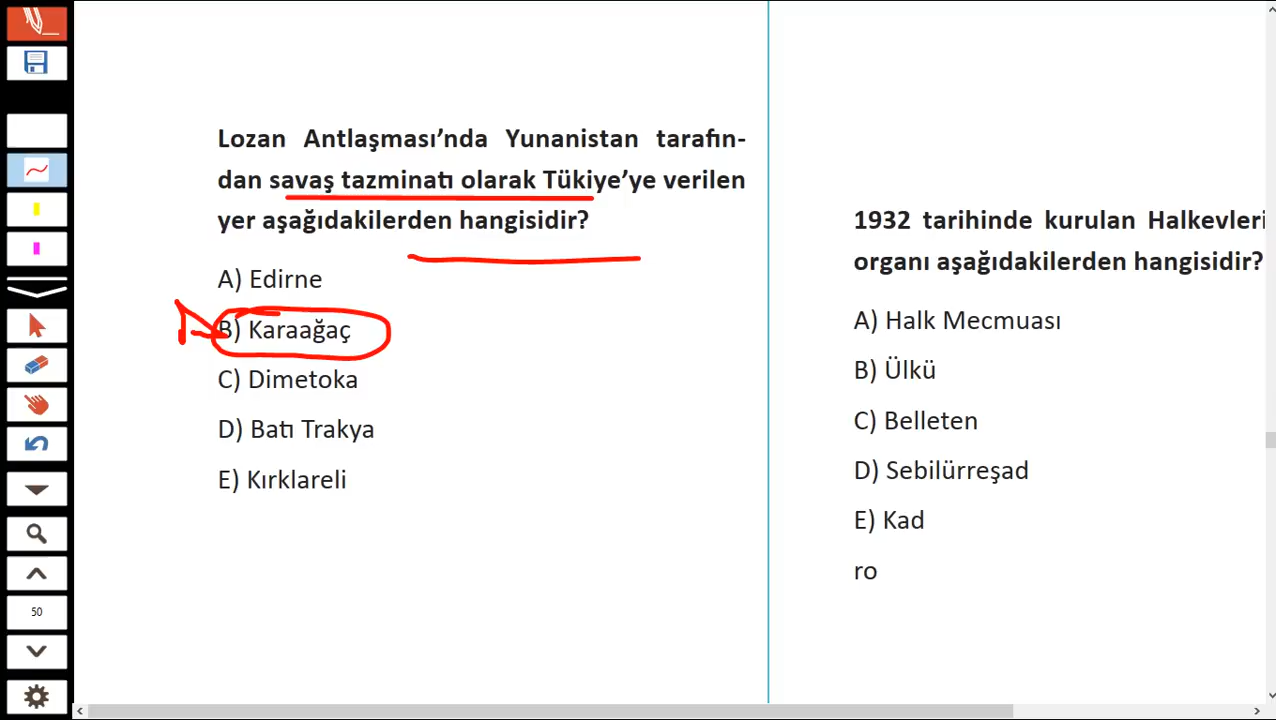 Lozan Antlaşması’nda Yunanistan tarafın-
dan savaş tazminatı olarak Tükiye’ye verilen
yer aşağıdakilerden hangisidir?
A) Edirne
B) Karaağaç
C) Dimetoka
D) Batı Trakya
E) Kırklareli
1932 tarihinde kurulan Halkevleri
organı aşağıdakilerden hangisidir?
A) Halk Mecmuası
B) Ülkü
C) Belleten
D) Sebilürreşad
E) Kad
ro
50